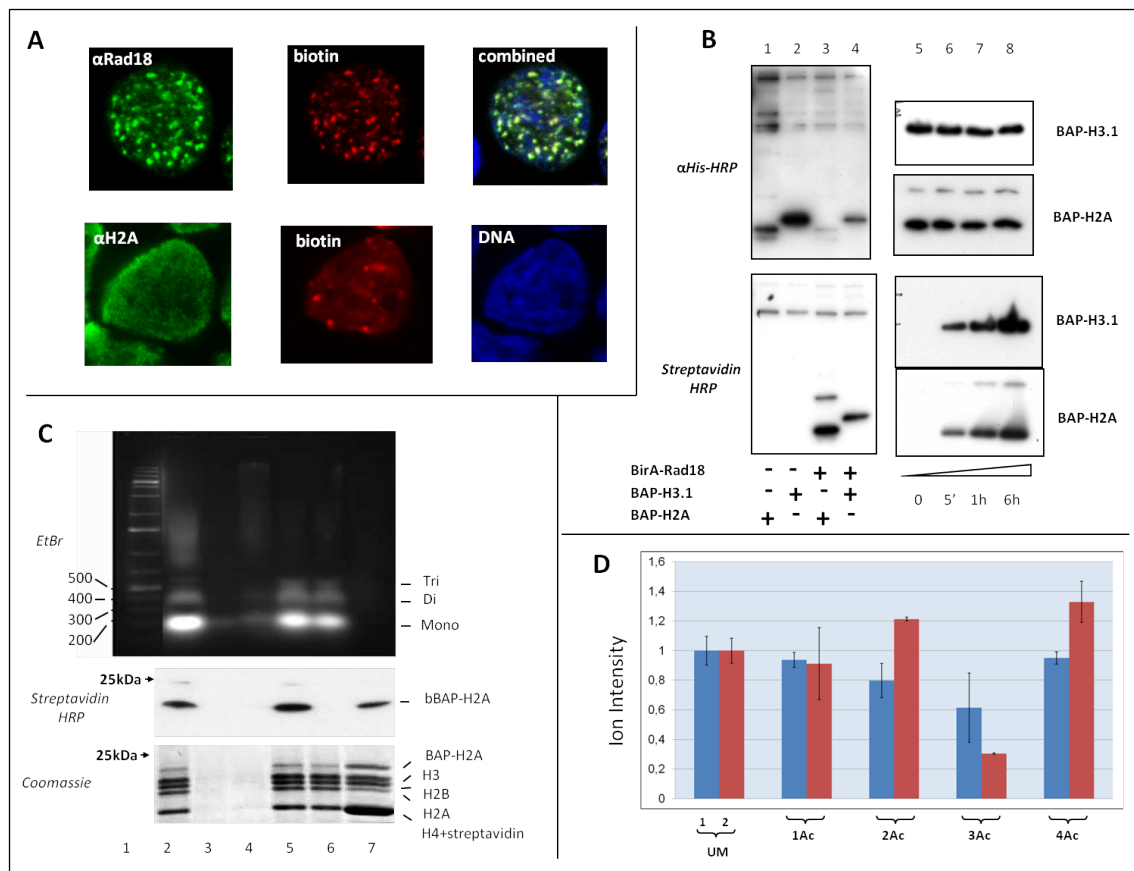 A
αRad18
biotin
combined
αH2A
biotin
DNA
B
1 2 3 4 5 6 7 8
αHis-HRP
BAP-H3.1
BAP-H2A
Streptavidin
HRP
BAP-H3.1
BAP-H2A
BirA-Rad18 - - + +
BAP-H3.1 - + - +
BAP-H2A + - + -
0 5' 1h 6h
C
EtBr
500
400
300
200
Tri
Di
Mono
25kDa
Streptavidin
HRP
bBAP-H2A
25kDa
Coomassie
BAP-H2A
H3
H2B
H2A
H4+streptavidin
1 2 3 4 5 6 7
D
Ion Intensity
1,6
1,4
1,2
1
0,8
0,6
0,4
0,2
0
1 2
UM
1Ac
2Ac
3Ac
4Ac